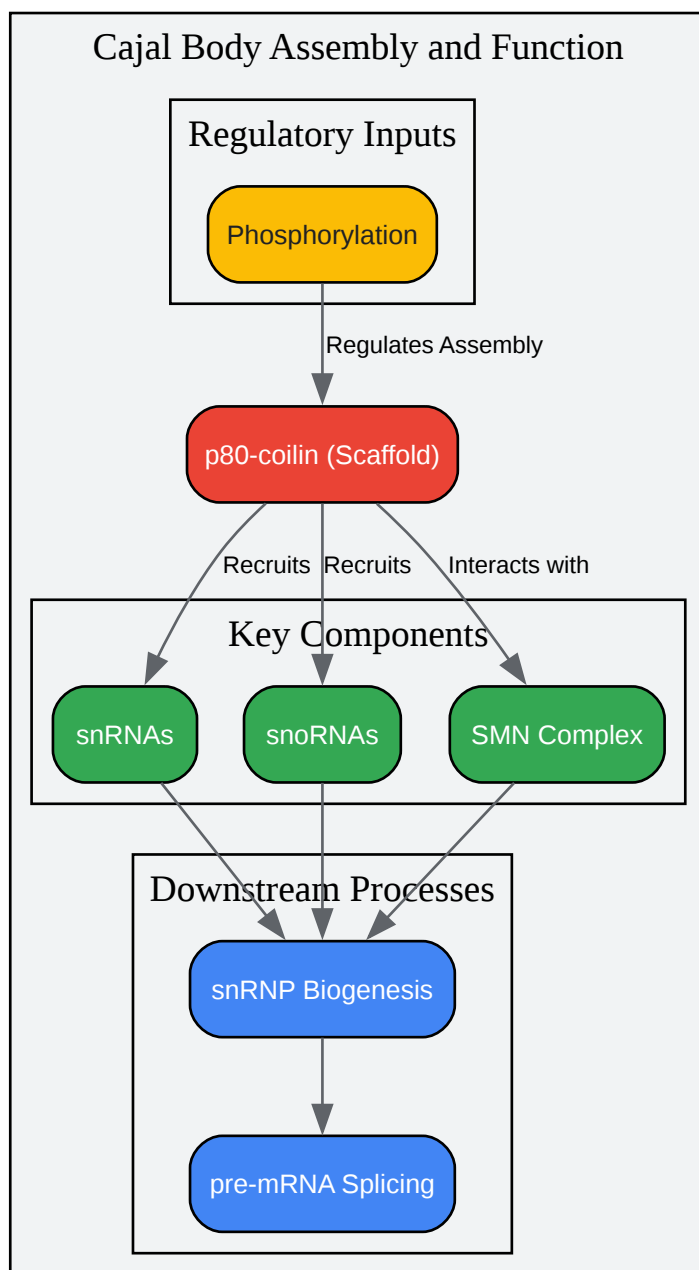 Cajal Body Assembly and Function
Regulatory Inputs
Phosphorylation
Regulates Assembly
p80-coilin (Scaffold)
Recruits
Recruits
Interacts with
Key Components
snRNAs
snoRNAs
SMN Complex
Downstream Processes
snRNP Biogenesis
pre-mRNA Splicing